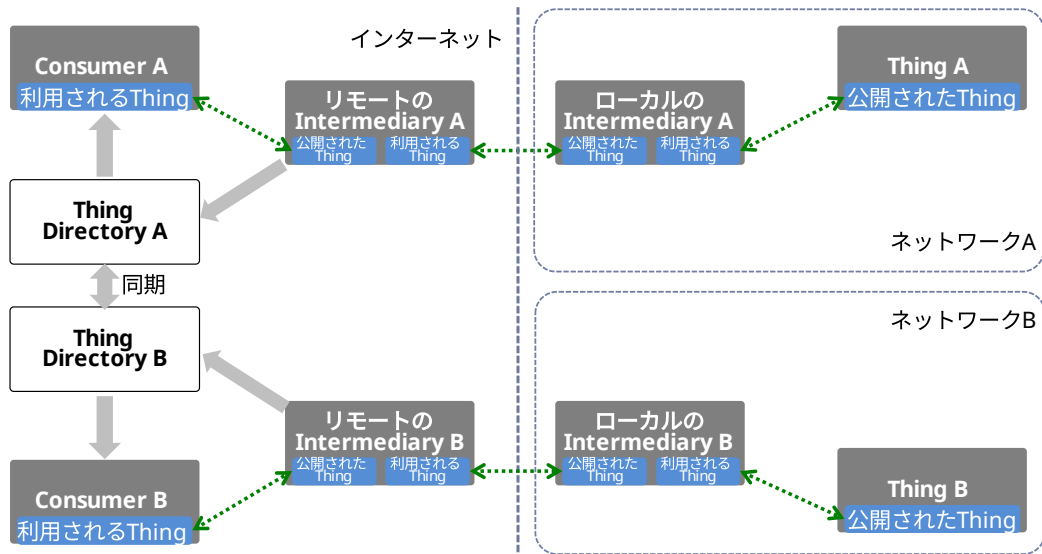 インターネット
Consumer A
利用されるThing
リモートの
Intermediary A
公開された
Thing
利用される
Thing
ローカルの
Intermediary A
公開された
Thing
利用される
Thing
Thing A
公開されたThing
Thing
Directory A
ネットワークA
同期
Thing
Directory B
ネットワークB
リモートの
Intermediary B
公開された
Thing
利用される
Thing
ローカルの
Intermediary B
公開された
Thing
利用される
Thing
Consumer B
利用されるThing
Thing B
公開されたThing